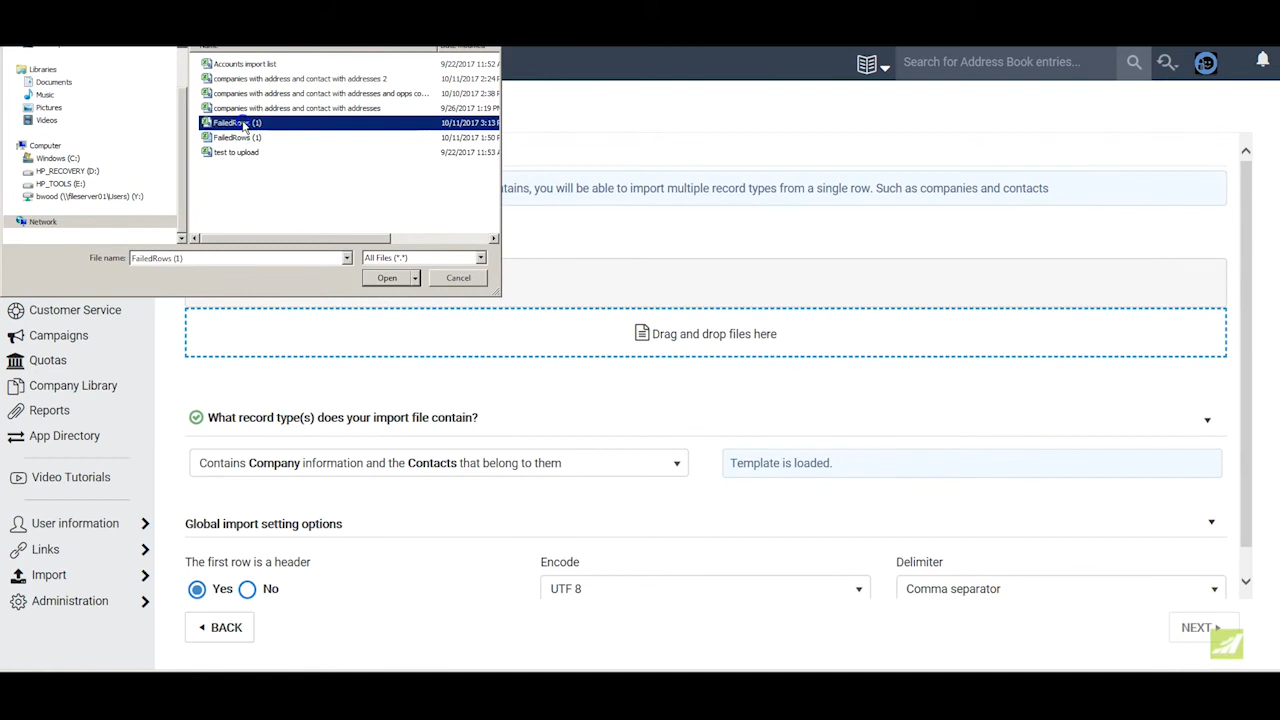 Libraries
Documents
Music
Pictures
Videos
Computer
Windows (C:)
HP_RECOVERY (D:)
HP_TOOLS (E:)
bwood (\\fileserver01\Users) (Y:)
Network
Accounts import list 9/22/2017 11:52
companies with address and contact with addresses 2 10/11/2017 2:24
companies with address and contact with addresses and opps co... 10/10/2017 2:38
companies with address and contact with addresses 9/26/2017 1:19
FailedRows (1) 10/11/2017 3:13
FailedRows (1) 10/11/2017 1:50
test to upload 9/22/2017 11:53
File name: FailedRows (1) All Files (*.*)
Open Cancel
Search for Address Book entries...
ntains, you will be able to import multiple record types from a single row. Such as companies and contacts
Drag and drop files here
Customer Service
Campaigns
Quotas
Company Library
Reports
App Directory
Video Tutorials
User information
Links
Import
Administration
What record type(s) does your import file contain?
Contains Company information and the Contacts that belong to them
Template is loaded.
Global import setting options
The first row is a header Encode Delimiter
Yes No UTF 8 Comma separator
BACK NEXT